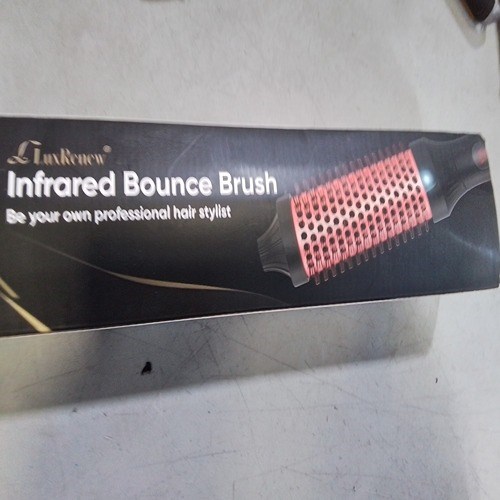 LuxRenew®
Infrared Bounce Brush
Be your own professional hair stylist